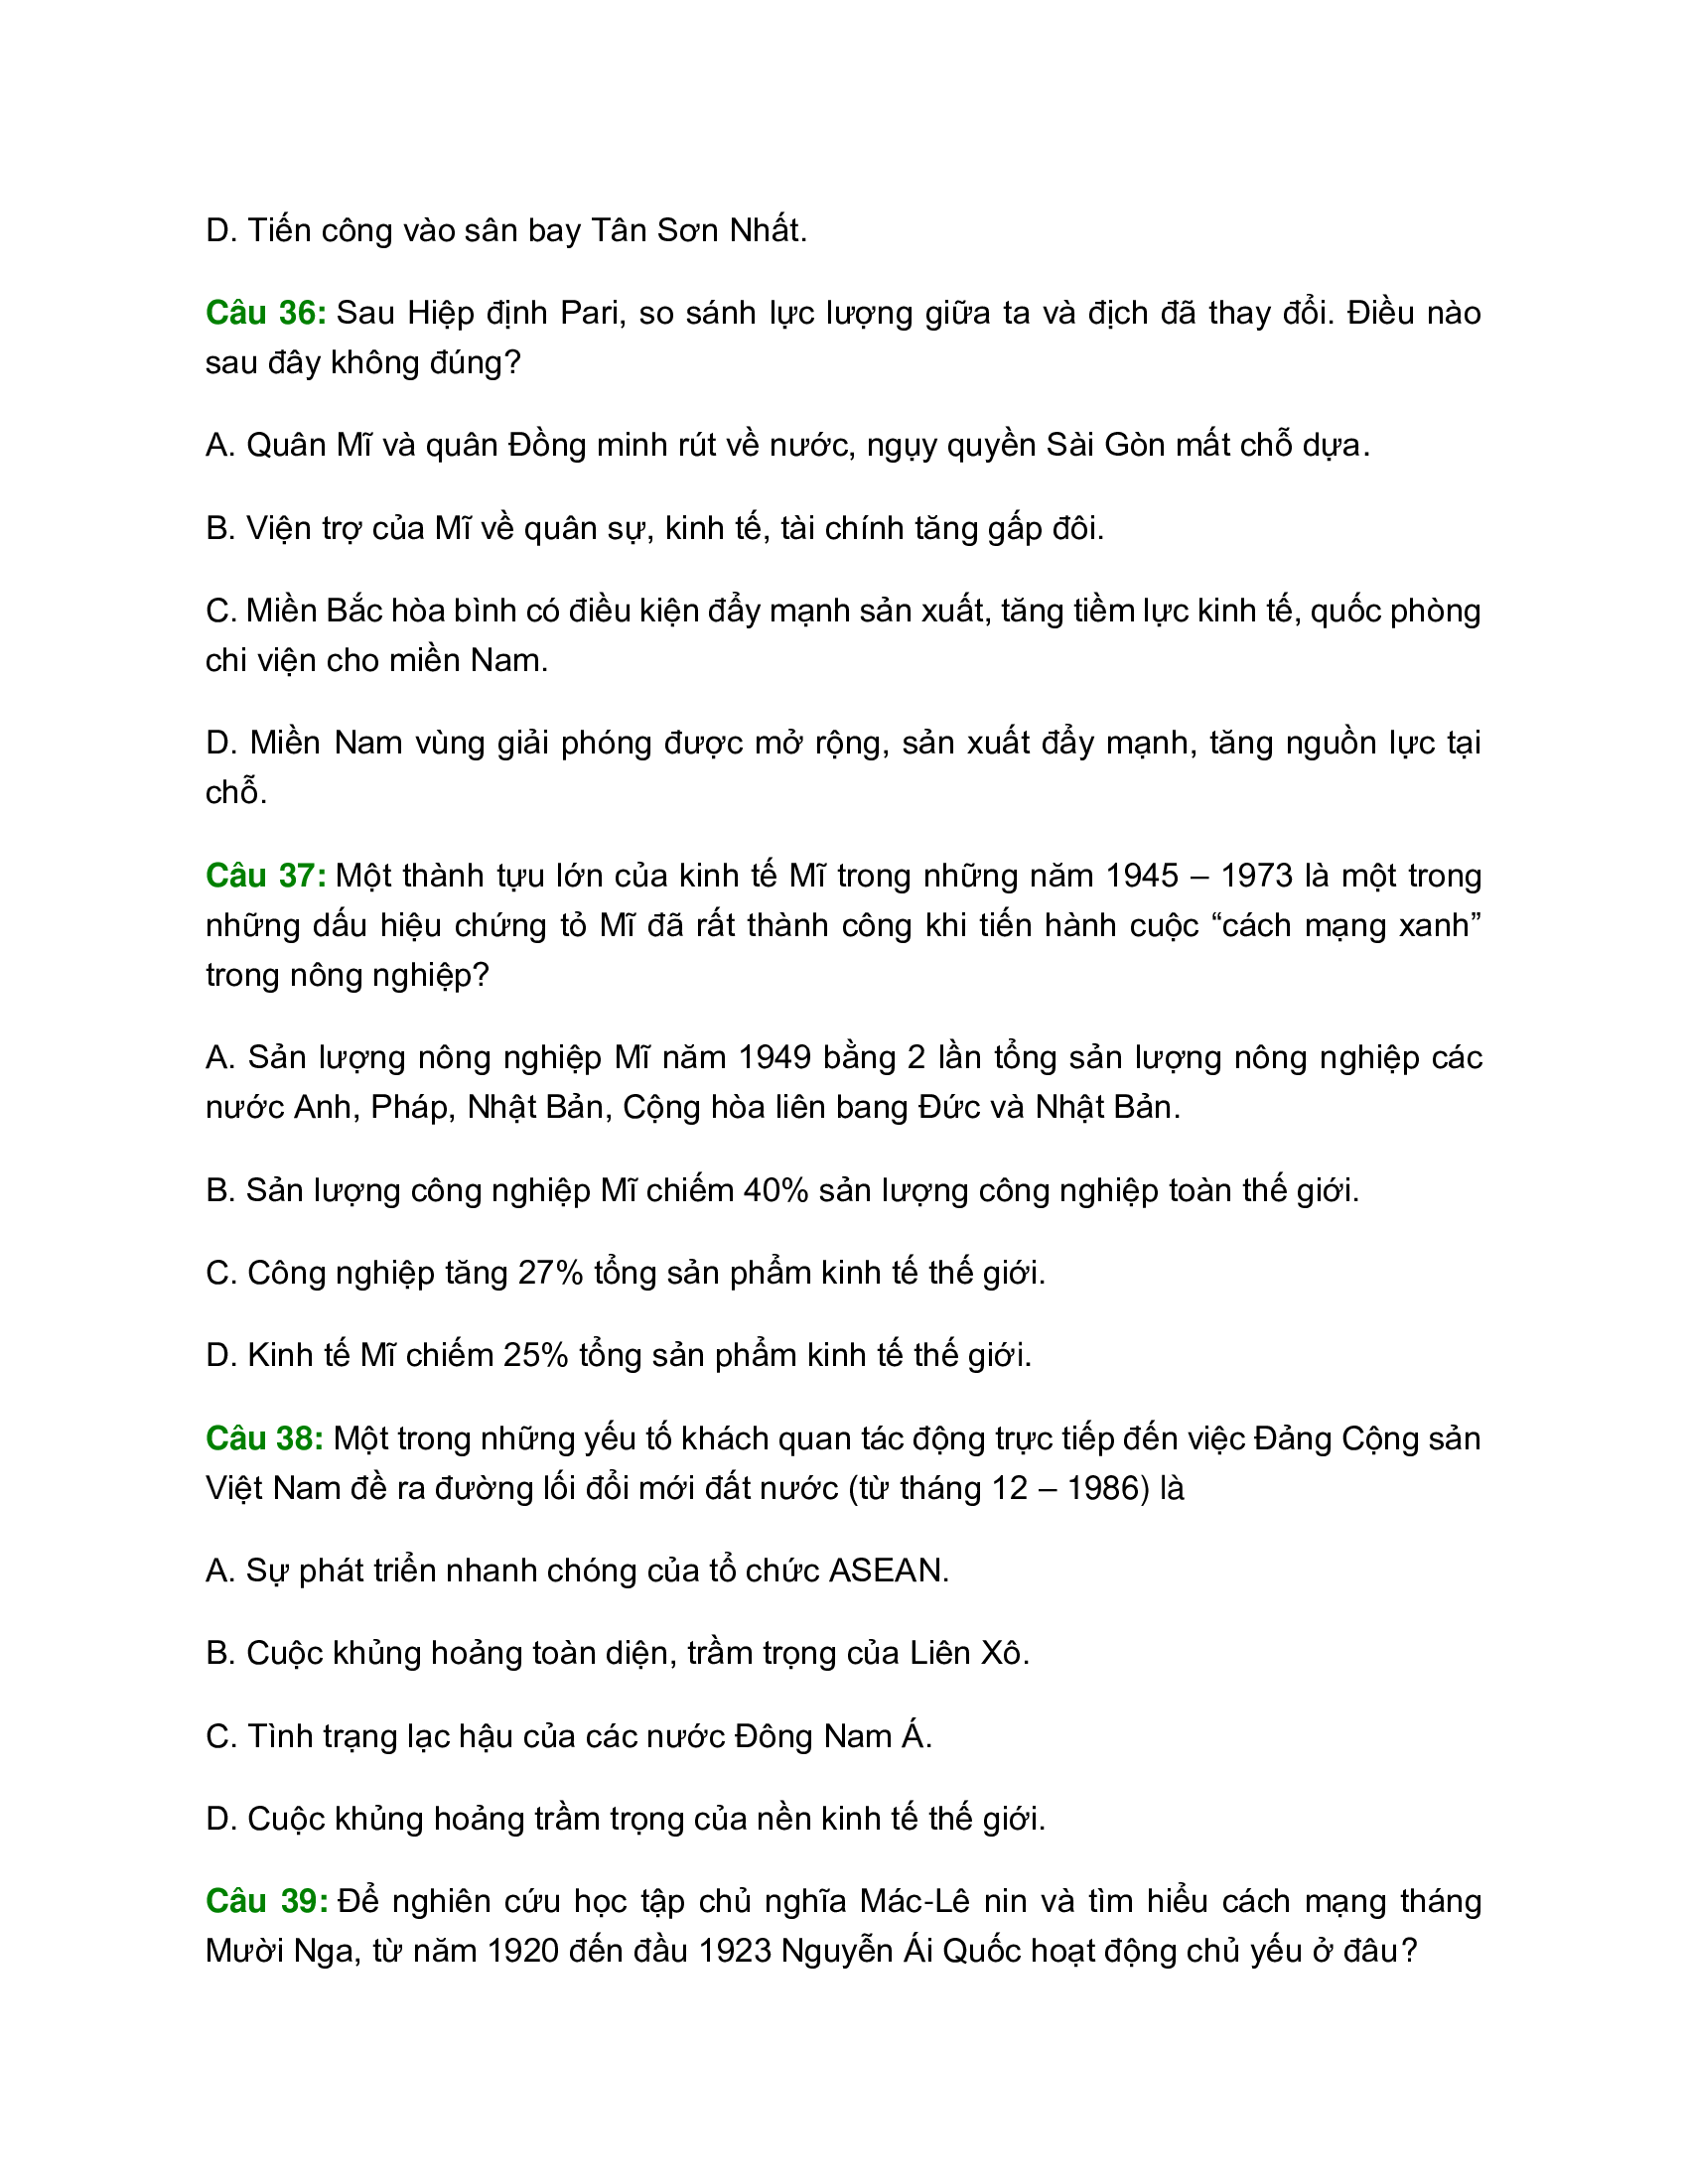 D. Tiến công vào sân bay Tân Sơn Nhất.
Câu 36: Sau Hiệp định Pari, so sánh lực lượng giữa ta và địch đã thay đổi. Điều nào
sau đây không đúng?
A. Quân Mĩ và quân Đồng minh rút về nước, ngụy quyền Sài Gòn mất chỗ dựa.
B. Viện trợ của Mĩ về quân sự, kinh tế, tài chính tăng gấp đôi.
C. Miền Bắc hòa bình có điều kiện đẩy mạnh sản xuất, tăng tiềm lực kinh tế, quốc phòng
chi viện cho miền Nam.
D. Miền Nam vùng giải phóng được mở rộng, sản xuất đẩy mạnh, tăng nguồn lực tại
chỗ.
Câu 37: Một thành tựu lớn của kinh tế Mĩ trong những năm 1945 – 1973 là một trong
những dấu hiệu chứng tỏ Mĩ đã rất thành công khi tiến hành cuộc “cách mạng xanh”
trong nông nghiệp?
A. Sản lượng nông nghiệp Mĩ năm 1949 bằng 2 lần tổng sản lượng nông nghiệp các
nước Anh, Pháp, Nhật Bản, Cộng hòa liên bang Đức và Nhật Bản.
B. Sản lượng công nghiệp Mĩ chiếm 40% sản lượng công nghiệp toàn thế giới.
C. Công nghiệp tăng 27% tổng sản phẩm kinh tế thế giới.
D. Kinh tế Mĩ chiếm 25% tổng sản phẩm kinh tế thế giới.
Câu 38: Một trong những yếu tố khách quan tác động trực tiếp đến việc Đảng Cộng sản
Việt Nam đề ra đường lối đổi mới đất nước (từ tháng 12 – 1986) là
A. Sự phát triển nhanh chóng của tổ chức ASEAN.
B. Cuộc khủng hoảng toàn diện, trầm trọng của Liên Xô.
C. Tình trạng lạc hậu của các nước Đông Nam Á.
D. Cuộc khủng hoảng trầm trọng của nền kinh tế thế giới.
Câu 39: Để nghiên cứu học tập chủ nghĩa Mác-Lê nin và tìm hiểu cách mạng tháng
Mười Nga, từ năm 1920 đến đầu 1923 Nguyễn Ái Quốc hoạt động chủ yếu ở đâu?